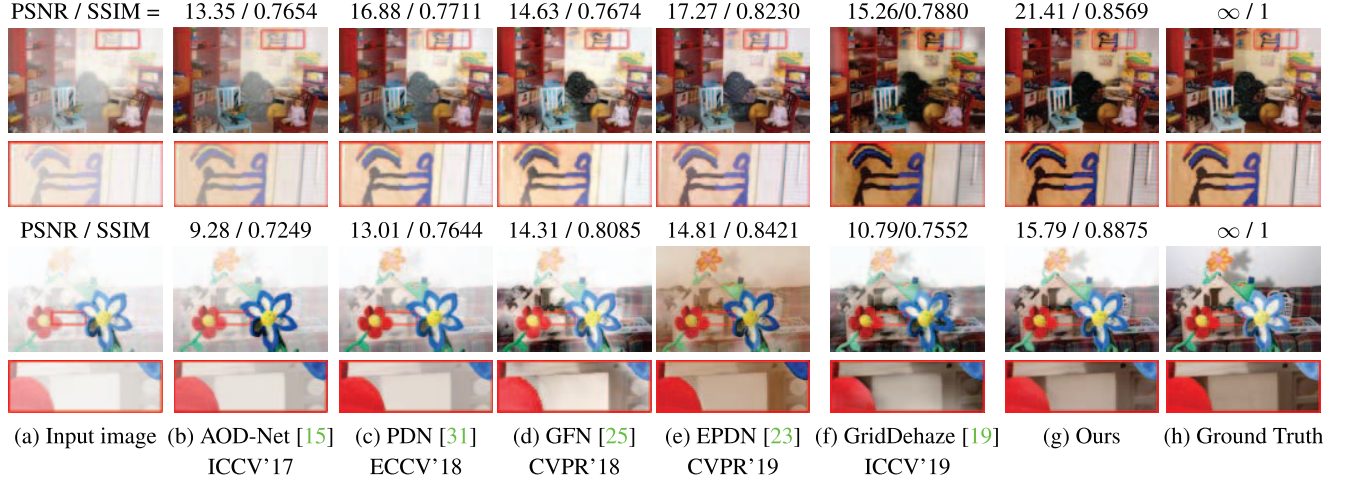 PSNR / SSIM = 13.35 / 0.7654 16.88 / 0.7711 14.63 / 0.7674 17.27 / 0.8230 15.26/0.7880 21.41 / 0.8569 ∞ / 1
PSNR / SSIM 9.28 / 0.7249 13.01 / 0.7644 14.31 / 0.8085 14.81 / 0.8421 10.79/0.7552 15.79 / 0.8875 ∞ / 1
(a) Input image (b) AOD-Net [15] (c) PDN [31] (d) GFN [25] (e) EPDN [23] (f) GridDehaze [19] (g) Ours (h) Ground Truth
ICCV'17 ECCV'18 CVPR'18 CVPR'19 ICCV'19